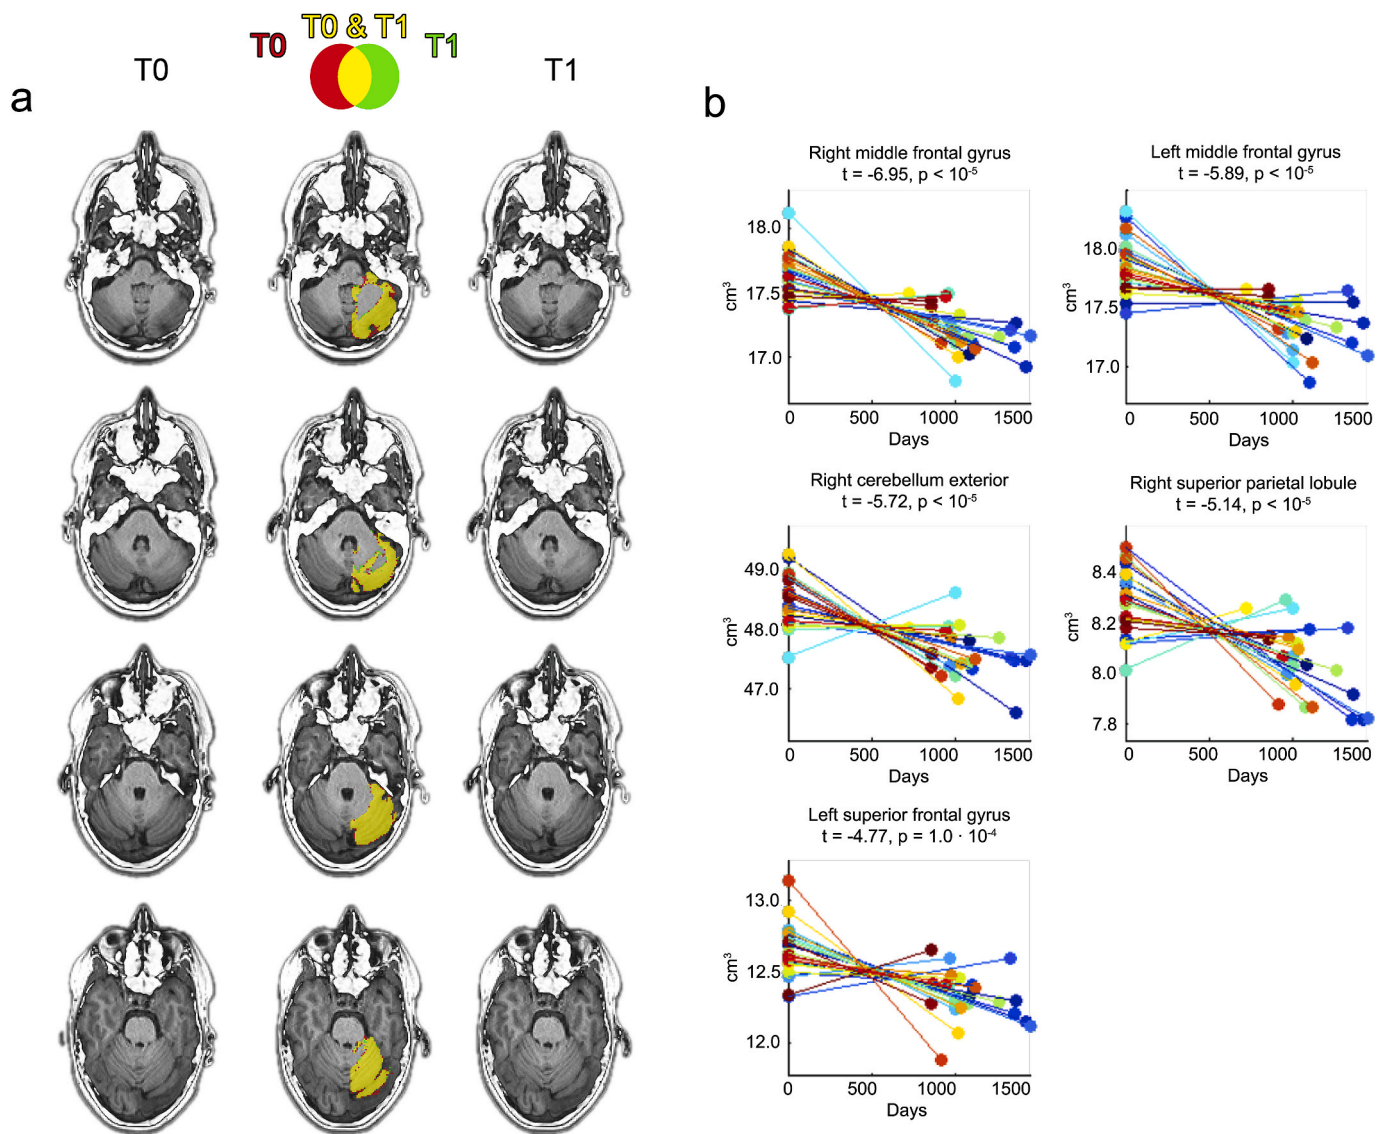 T0 & T1
T0
T1
T0
T1
a
b
Right middle frontal gyrus
t = -6.95, p < 10⁻⁵
18.0
17.5
17.0
cm³
0
500
1000
1500
Days
Left middle frontal gyrus
t = -5.89, p < 10⁻⁵
18.0
17.5
17.0
cm³
0
500
1000
1500
Days
Right cerebellum exterior
t = -5.72, p < 10⁻⁵
49.0
48.0
47.0
cm³
0
500
1000
1500
Days
Right superior parietal lobule
t = -5.14, p < 10⁻⁵
8.4
8.2
8.0
7.8
cm³
0
500
1000
1500
Days
Left superior frontal gyrus
t = -4.77, p = 1.0 · 10⁻⁴
13.0
12.5
12.0
cm³
0
500
1000
1500
Days